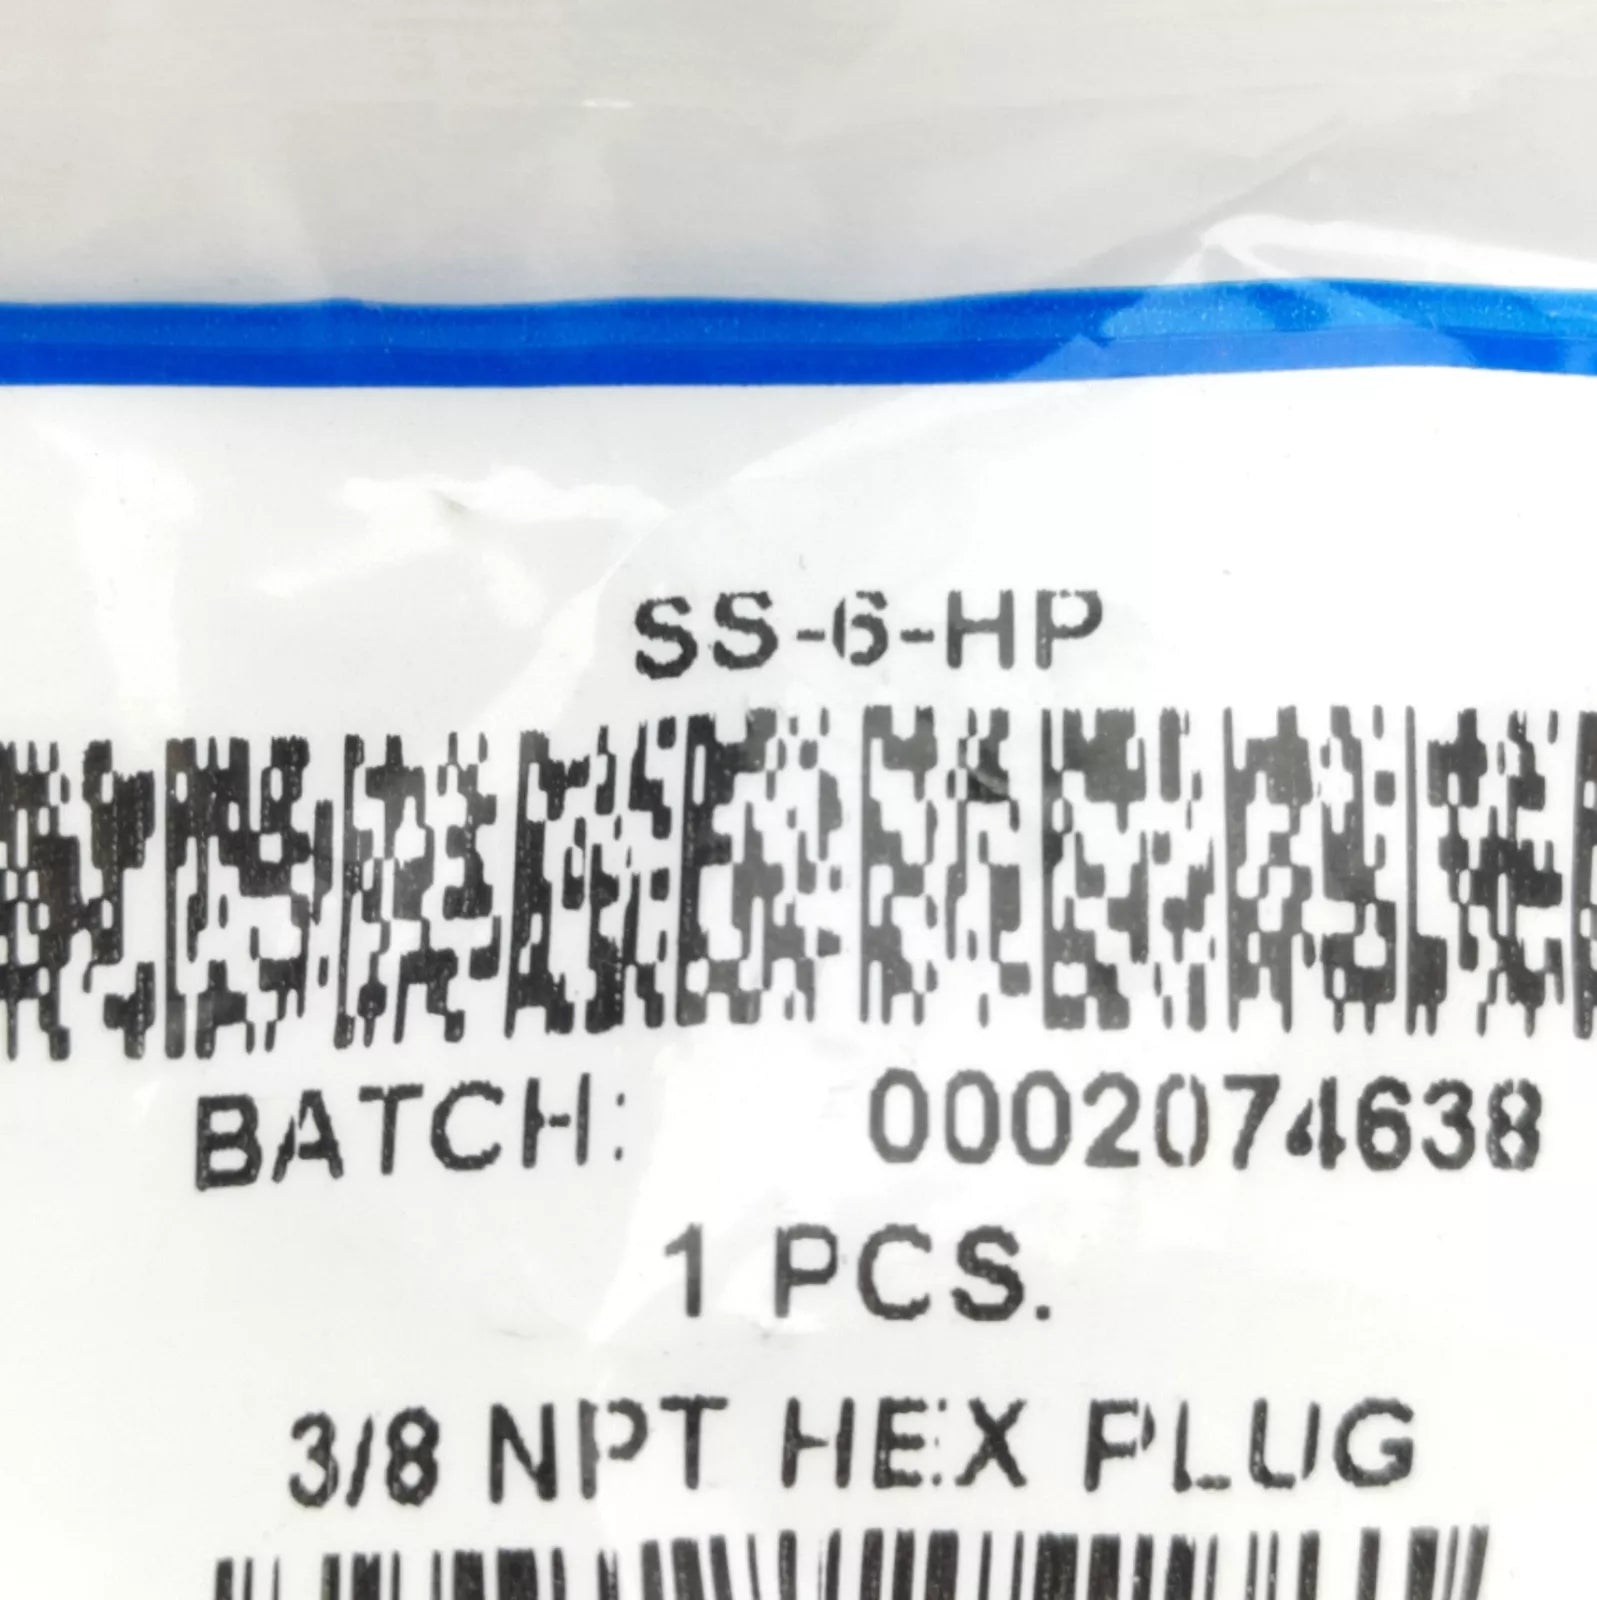 SS-6-HP
BATCH: 0002074638
1 PCS.
3/8 NPT HEX PLUG